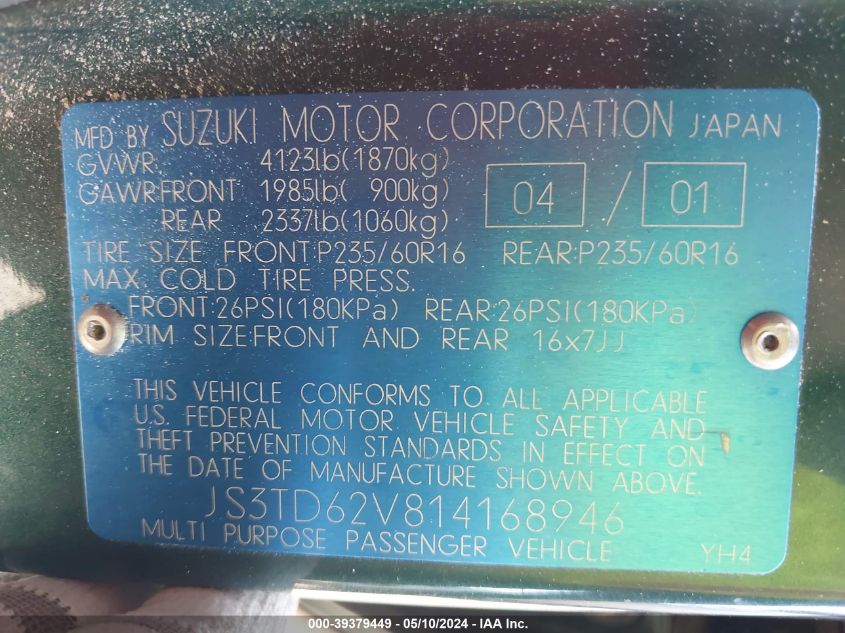 MFD BY SUZUKI MOTOR CORPORATION JAPAN
GVWR: 4123lb(1870kg)
GAWR:FRONT 1985lb( 900kg) 04 / 01
REAR 2337lb(1060kg)
TIRE SIZE FRONT:P235/60R16 REAR:P235/60R16
MAX. COLD TIRE PRESS.
FRONT:26PSI(180KPa) REAR:26PSI(180KPa)
RIM SIZE:FRONT AND REAR 16x7JJ
THIS VEHICLE CONFORMS TO ALL APPLICABLE
U.S. FEDERAL MOTOR VEHICLE SAFETY AND
THEFT PREVENTION STANDARDS IN EFFECT ON
THE DATE OF MANUFACTURE SHOWN ABOVE.
JS3TD62V814168946
MULTI PURPOSE PASSENGER VEHICLE YH4
000-39379449 — 05/10/2024 — IAA Inc.